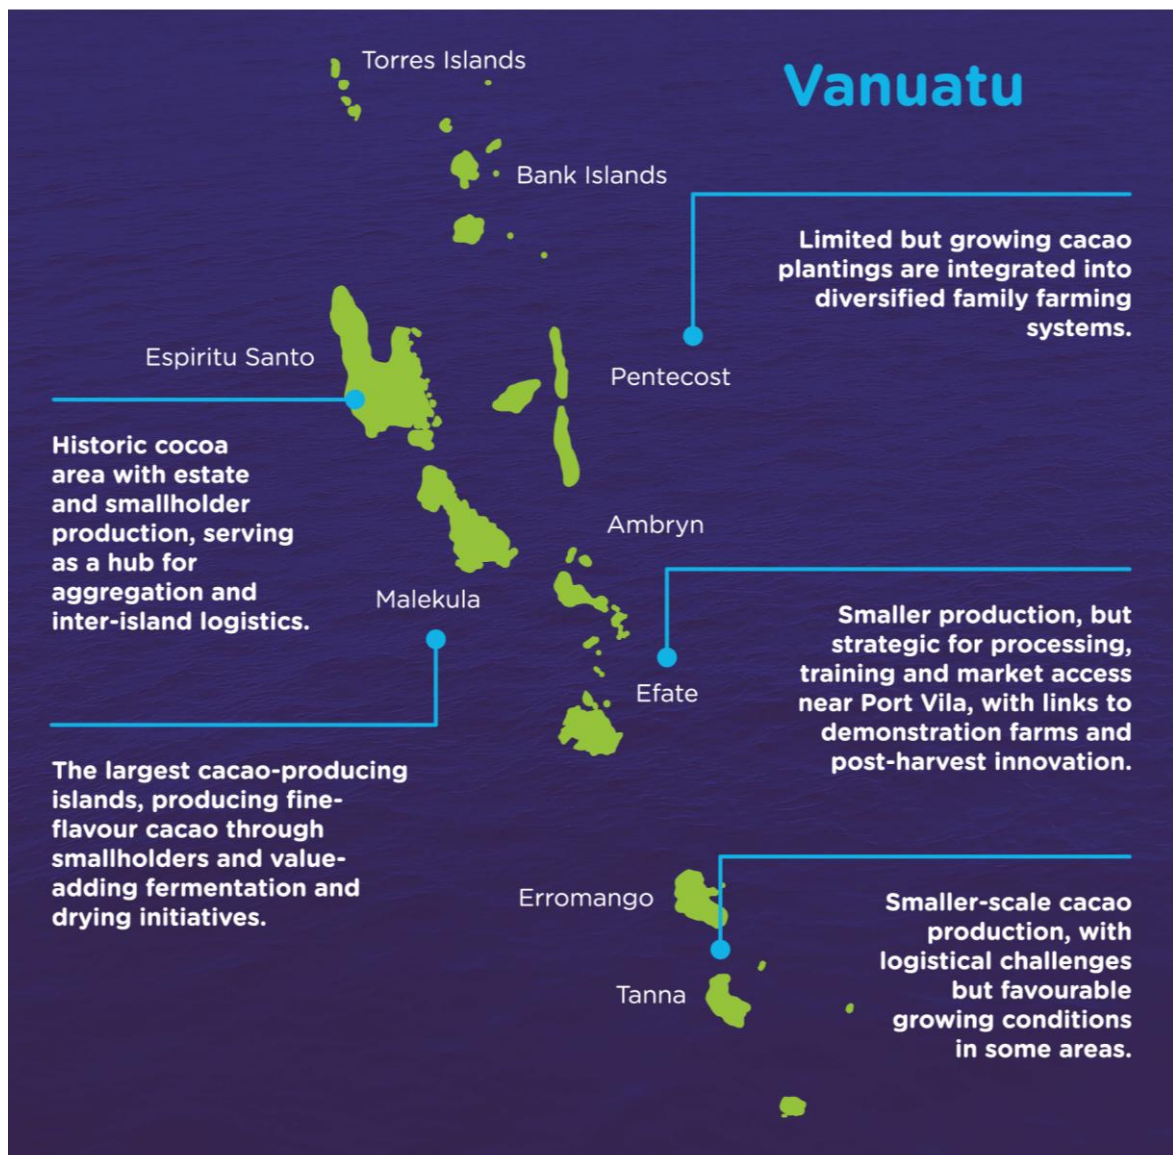 Vanuatu
Torres Islands
Bank Islands
Limited but growing cacao
plantings are integrated into
diversified family farming
systems.
Espiritu Santo
Pentecost
Historic cocoa
area with estate
and smallholder
production, serving
as a hub for
aggregation and
inter-island logistics.
Ambryn
Malekula
Smaller production, but
strategic for processing,
training and market access
near Port Vila, with links to
demonstration farms and
post-harvest innovation.
Efate
The largest cacao-producing
islands, producing fine-
flavour cacao through
smallholders and value-
adding fermentation and
drying initiatives.
Erromango
Tanna
Smaller-scale cacao
production, with
logistical challenges
but favourable
growing conditions
in some areas.